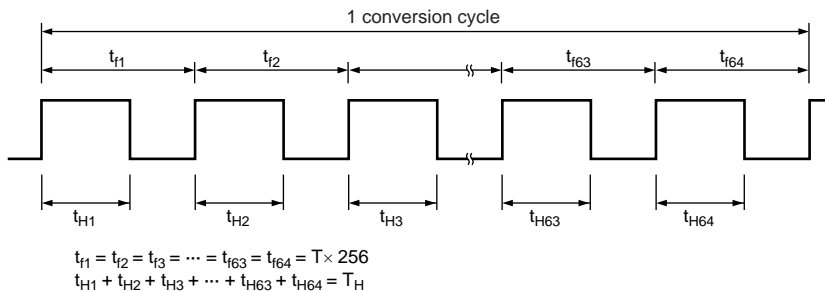 1 conversion cycle
tf1 tf2 tf63 tf64
tH1 tH2 tH3 tH63 tH64
tf1 = tf2 = tf3 = ··· = tf63 = tf64 = T× 256
tH1 + tH2 + tH3 + ··· + tH63 + tH64 = TH